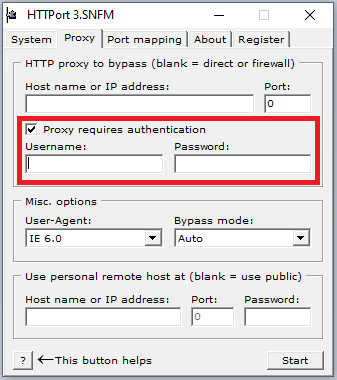 HTTPort 3.SNFM
System Proxy Port mapping About Register
HTTP proxy to bypass (blank = direct or firewall)
Host name or IP address: Port:
0
Proxy requires authentication
Username: Password:
Misc. options
User-Agent: Bypass mode:
IE 6.0 Auto
Use personal remote host at (blank = use public)
Host name or IP address: Port: Password:
0
? ←This button helps Start